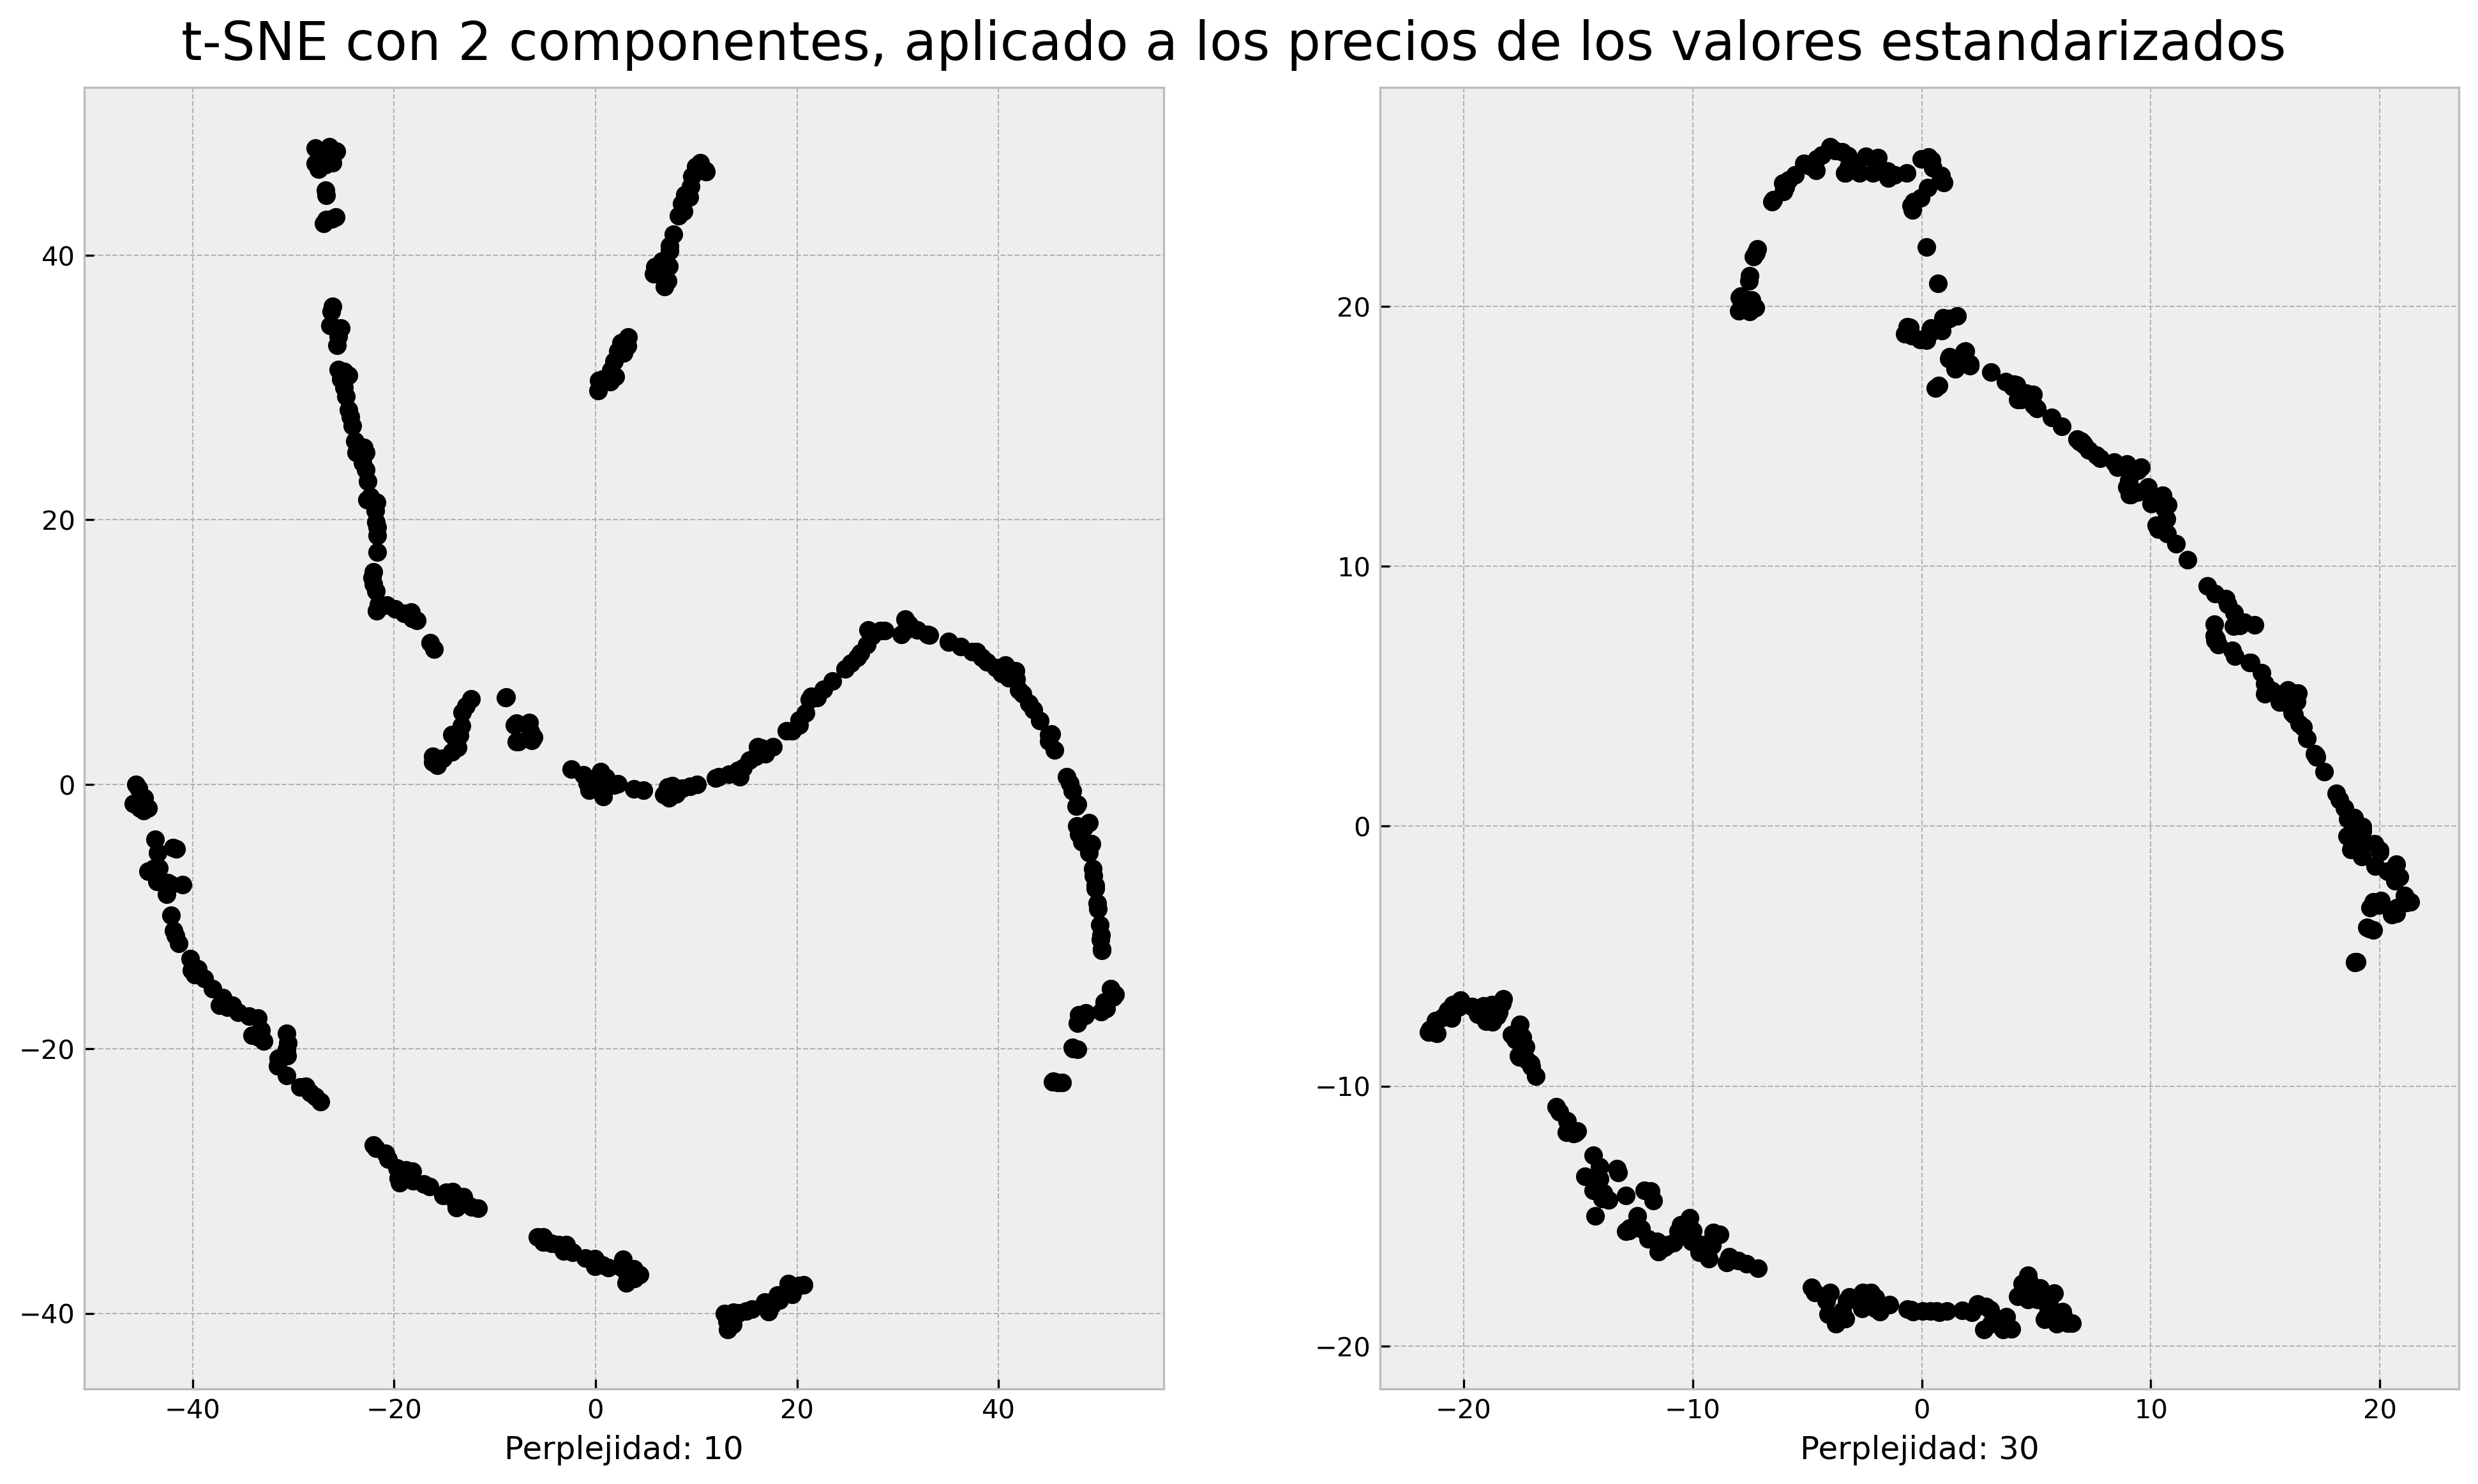 t-SNE con 2 componentes, aplicado a los precios de los valores estandarizados
40
20
0
−20
−40
−40 −20 0 20 40
Perplejidad: 10
20
10
0
−10
−20
−20 −10 0 10 20
Perplejidad: 30